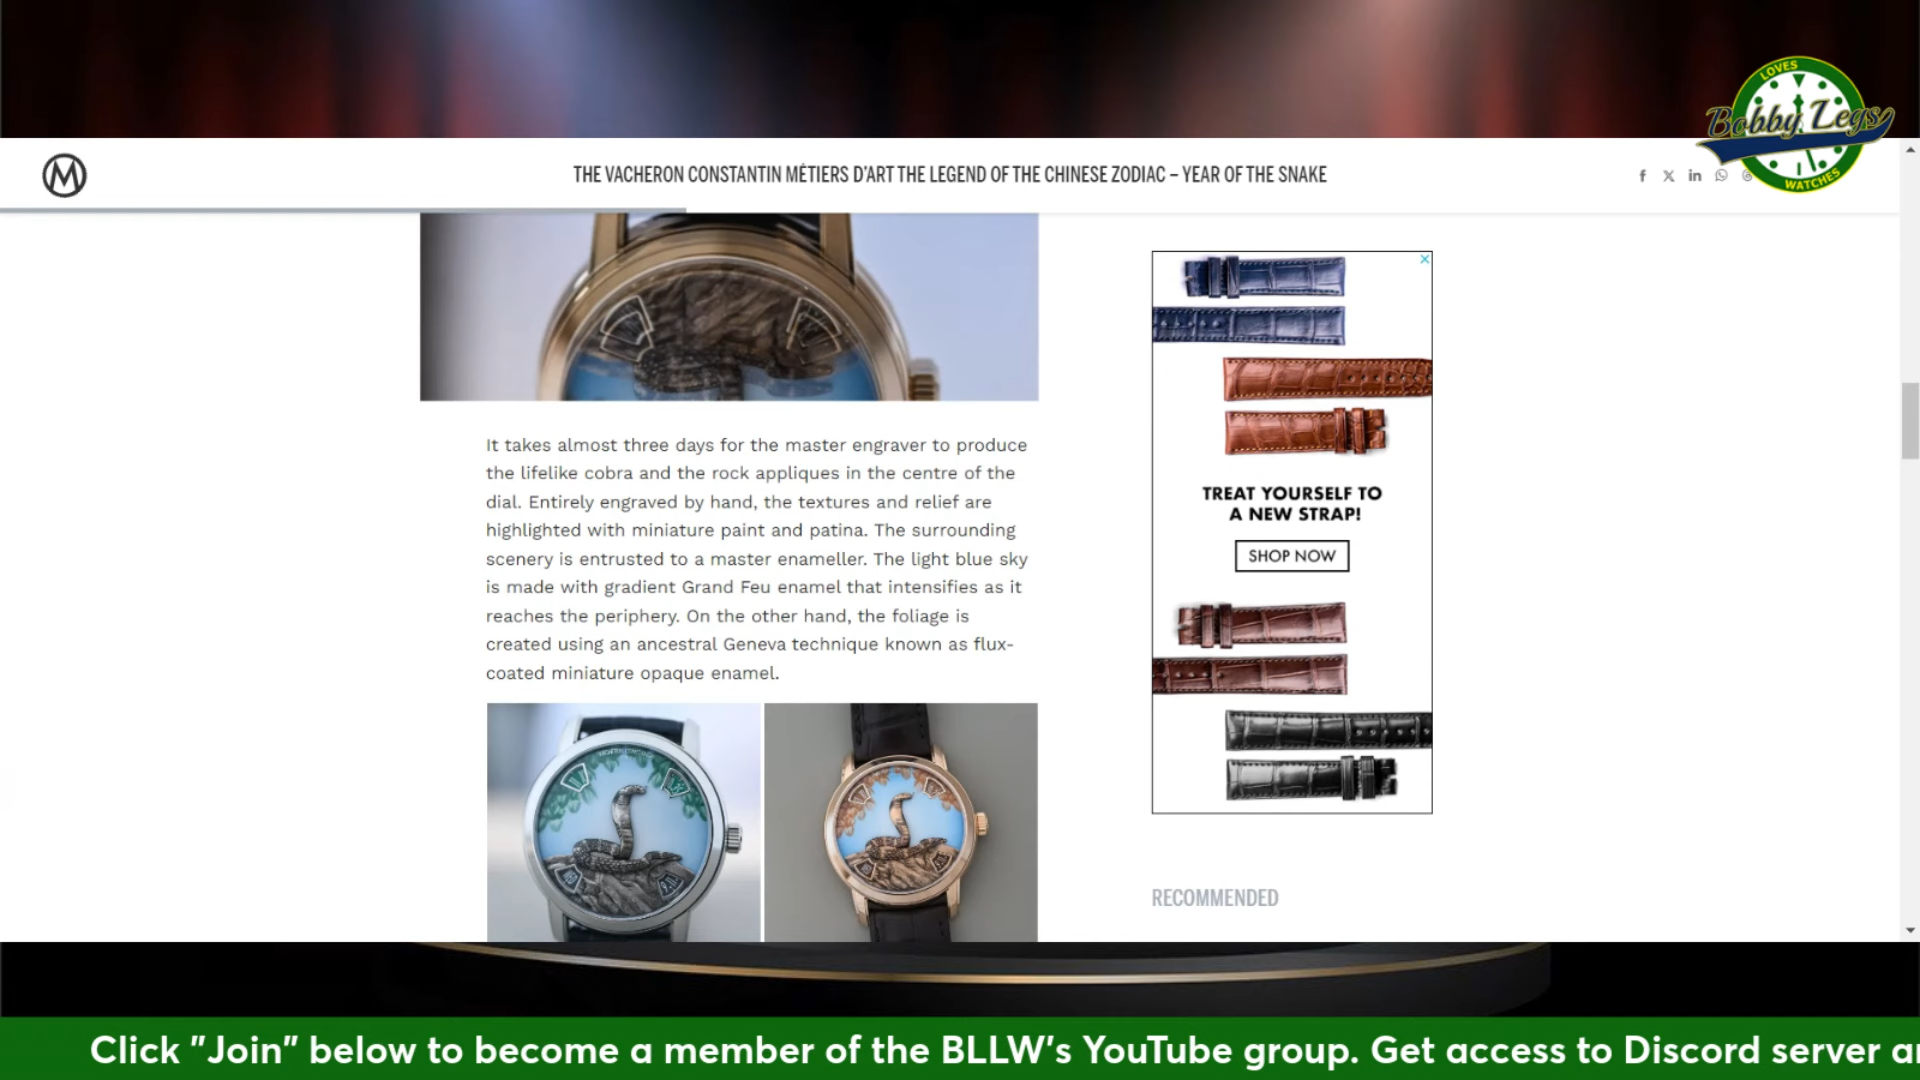 LOVES
Bobby Legs
WATCHES
M
THE VACHERON CONSTANTIN MÉTIERS D'ART THE LEGEND OF THE CHINESE ZODIAC – YEAR OF THE SNAKE
It takes almost three days for the master engraver to produce
the lifelike cobra and the rock appliques in the centre of the
dial. Entirely engraved by hand, the textures and relief are
highlighted with miniature paint and patina. The surrounding
scenery is entrusted to a master enameller. The light blue sky
is made with gradient Grand Feu enamel that intensifies as it
reaches the periphery. On the other hand, the foliage is
created using an ancestral Geneva technique known as flux-
coated miniature opaque enamel.
TREAT YOURSELF TO
A NEW STRAP!
SHOP NOW
RECOMMENDED
Click "Join" below to become a member of the BLLW's YouTube group. Get access to Discord server